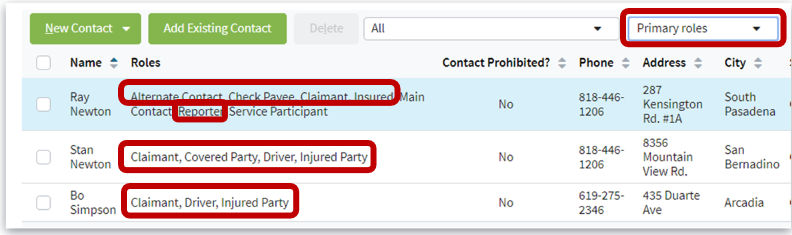 New Contact Add Existing Contact Delete All Primary roles
Name Roles Contact Prohibited? Phone Address City
Ray Newton Alternate Contact, Check Payee, Claimant, Insured, Main Contact, Reporter, Service Participant No 818-446-1206 287 Kensington Rd. #1A South Pasadena
Stan Newton Claimant, Covered Party, Driver, Injured Party No 818-446-1206 8356 Mountain View Rd. San Bernadino
Bo Simpson Claimant, Driver, Injured Party No 619-275-2346 435 Duarte Ave Arcadia